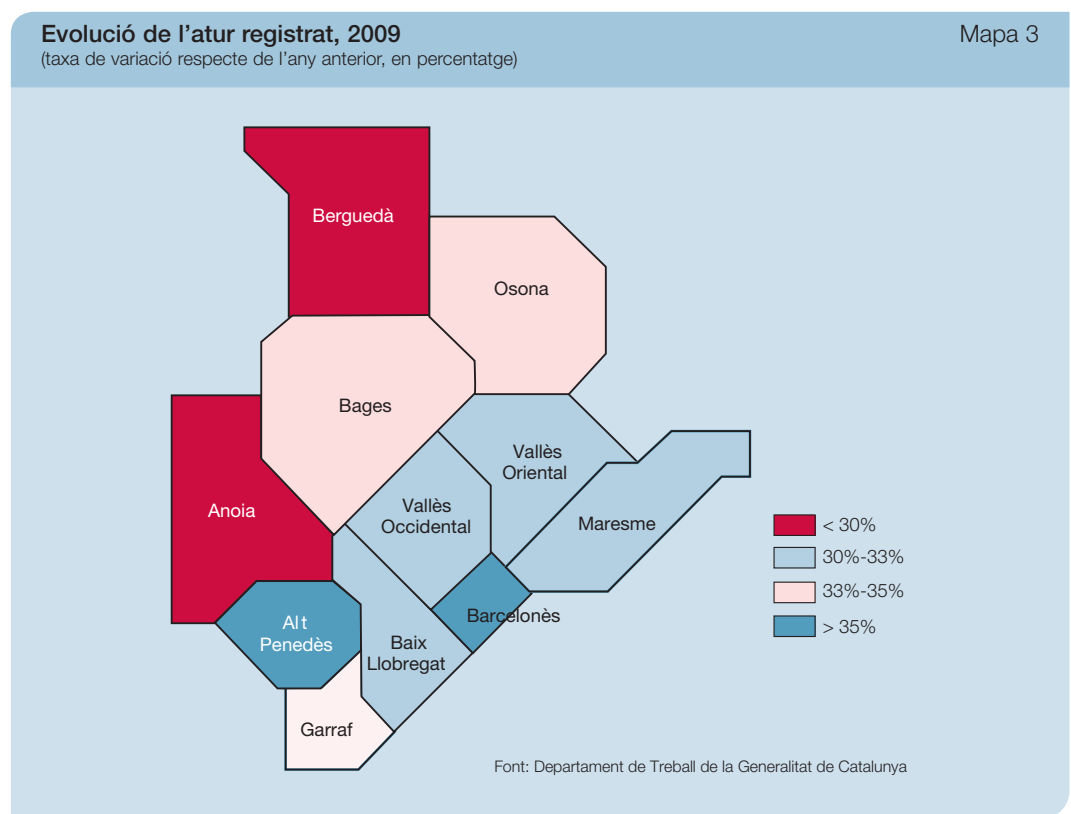 Evolució de l'atur registrat, 2009
Mapa 3
(taxa de variació respecte de l'any anterior, en percentatge)
Berguedà
Osona
Bages
Vallès
Oriental
Anoia
Vallès
Occidental
Maresme
< 30%
30%-33%
33%-35%
> 35%
Barcelonès
Alt
Penedès
Baix
Llobregat
Garraf
Font: Departament de Treball de la Generalitat de Catalunya